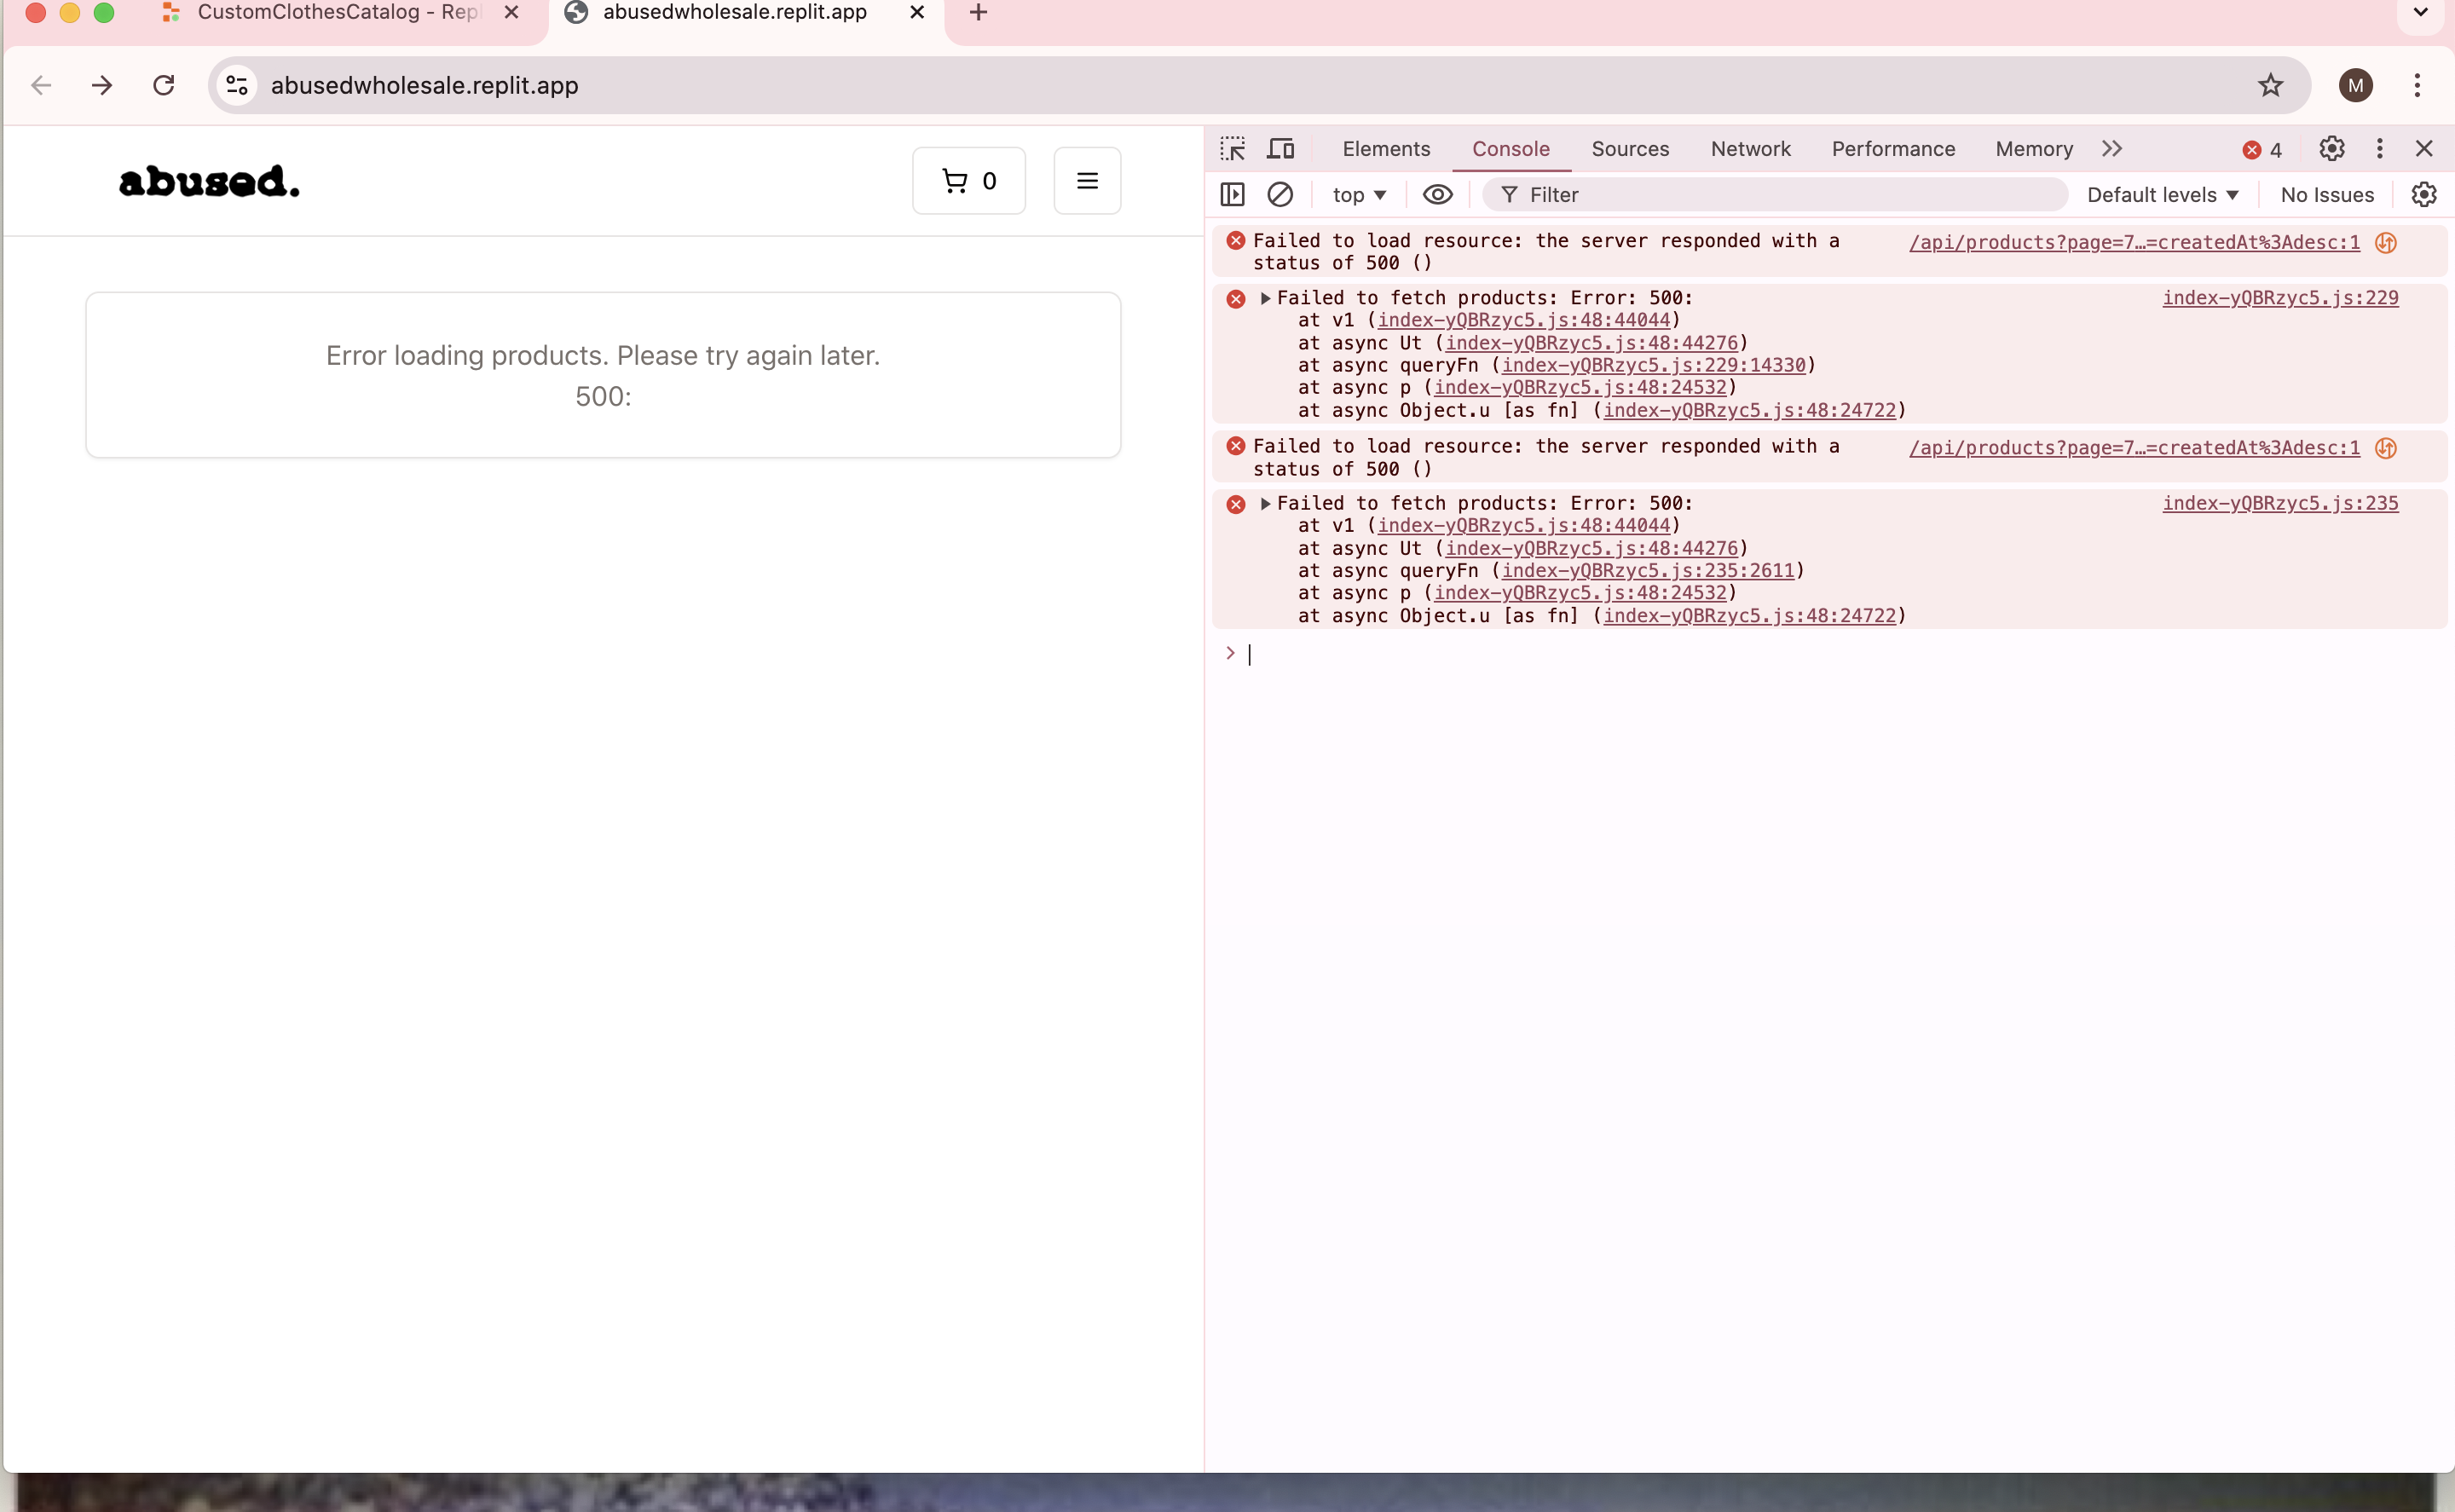 CustomClothesCatalog - Repl
abusedwholesale.replit.app
abusedwholesale.replit.app
M
abused.
0
Error loading products. Please try again later.
500:
Elements Console Sources Network Performance Memory 4
top Filter Default levels No Issues
Failed to load resource: the server responded with a /api/products?page=7…=createdAt%3Adesc:1
status of 500 ()
Failed to fetch products: Error: 500: index-yQBRzyc5.js:229
at v1 (index-yQBRzyc5.js:48:44044)
at async Ut (index-yQBRzyc5.js:48:44276)
at async queryFn (index-yQBRzyc5.js:229:14330)
at async p (index-yQBRzyc5.js:48:24532)
at async Object.u [as fn] (index-yQBRzyc5.js:48:24722)
Failed to load resource: the server responded with a /api/products?page=7…=createdAt%3Adesc:1
status of 500 ()
Failed to fetch products: Error: 500: index-yQBRzyc5.js:235
at v1 (index-yQBRzyc5.js:48:44044)
at async Ut (index-yQBRzyc5.js:48:44276)
at async queryFn (index-yQBRzyc5.js:235:2611)
at async p (index-yQBRzyc5.js:48:24532)
at async Object.u [as fn] (index-yQBRzyc5.js:48:24722)